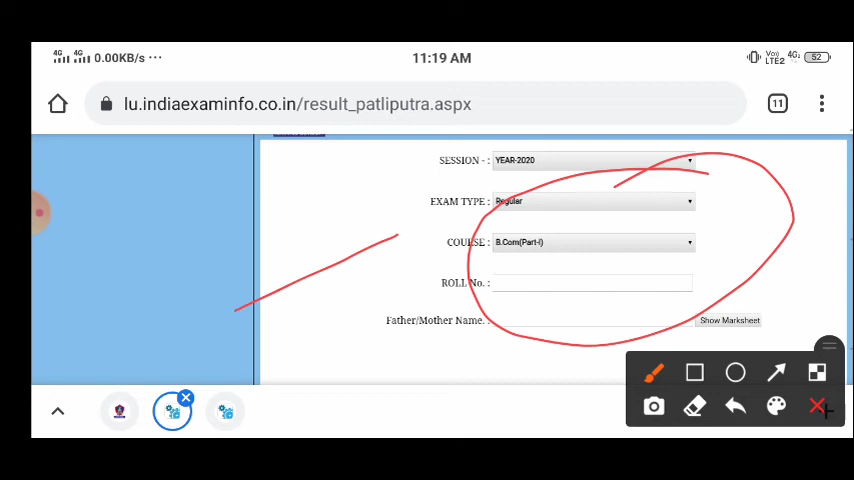 4G 4G 0.00KB/s ··· 11:19 AM Vo) LTE2 4G 52
lu.indiaexaminfo.co.in/result_patliputra.aspx 11
SESSION - : YEAR-2020
EXAM TYPE : Regular
COURSE : B.Com(Part-I)
ROLL No. :
Father/Mother Name. : Show Marksheet